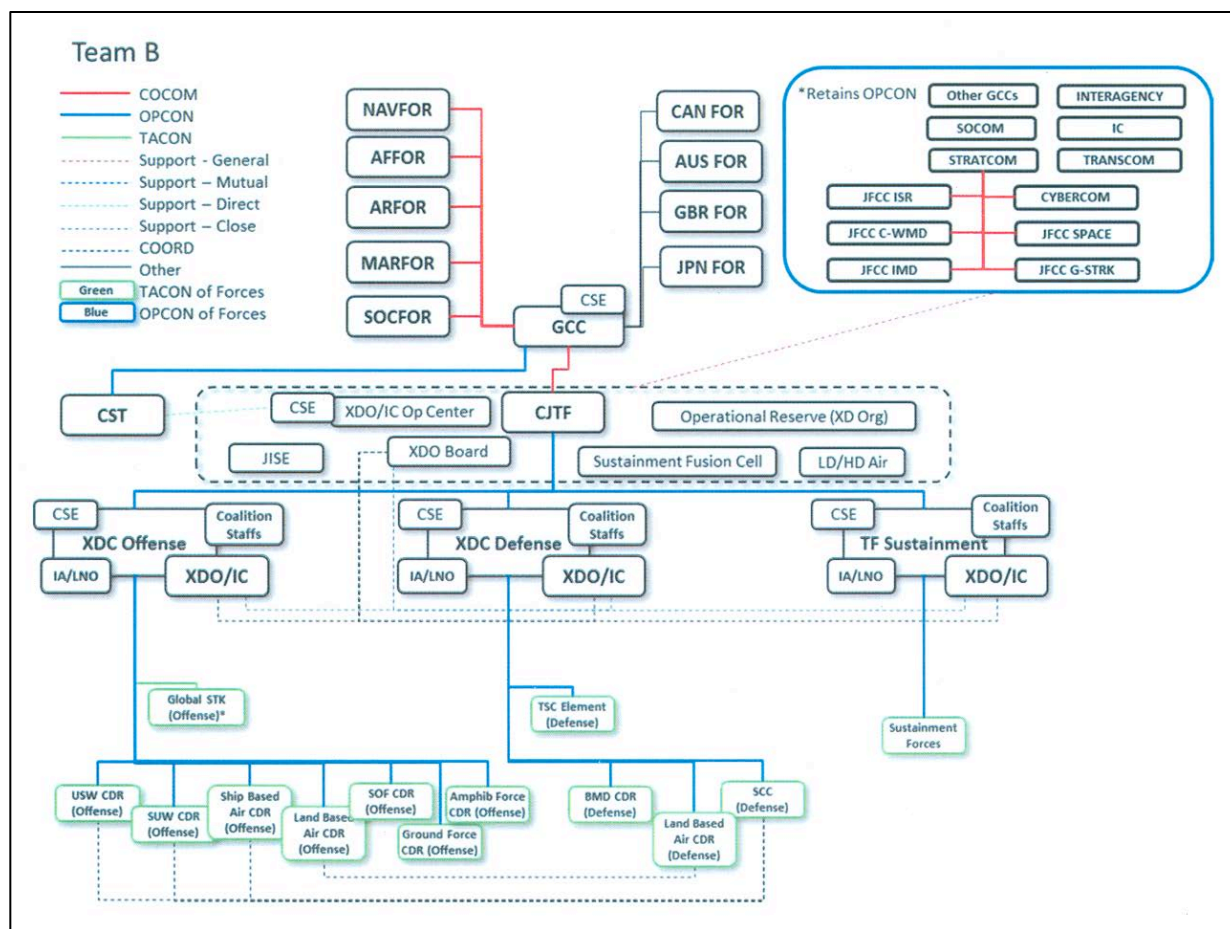 Team B
COCOM
OPCON
TACON
Support - General
Support – Mutual
Support – Direct
Support – Close
COORD
Other
Green TACON of Forces
Blue OPCON of Forces
NAVFOR
AFFOR
ARFOR
MARFOR
SOCFOR
CAN FOR
AUS FOR
GBR FOR
JPN FOR
CSE
GCC
*Retains OPCON
Other GCCs
INTERAGENCY
SOCOM
IC
STRATCOM
TRANSCOM
JFCC ISR
CYBERCOM
JFCC C-WMD
JFCC SPACE
JFCC IMD
JFCC G-STRK
CST
CSE
XDO/IC Op Center
CJTF
Operational Reserve (XD Org)
JISE
XDO Board
Sustainment Fusion Cell
LD/HD Air
CSE
Coalition
Staffs
XDC Offense
IA/LNO
XDO/IC
CSE
Coalition
Staffs
XDC Defense
IA/LNO
XDO/IC
CSE
Coalition
Staffs
TF Sustainment
IA/LNO
XDO/IC
Global STK
(Offense)*
TSC Element
(Defense)
Sustainment
Forces
USW CDR
(Offense)
SUW CDR
(Offense)
Ship Based
Air CDR
(Offense)
Land Based
Air CDR
(Offense)
SOF CDR
(Offense)
Ground Force
CDR (Offense)
Amphib Force
CDR (Offense)
BMD CDR
(Defense)
Land Based
Air CDR
(Defense)
SCC
(Defense)